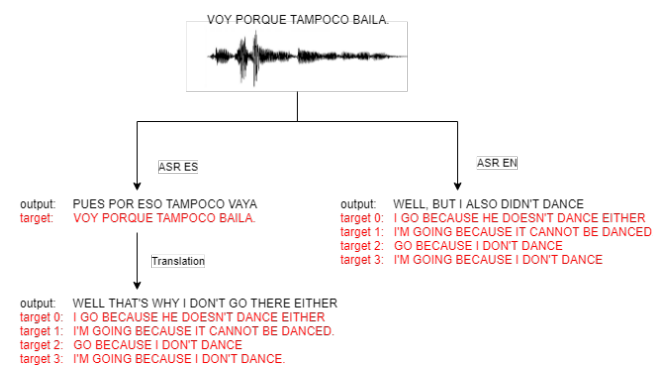 VOY PORQUE TAMPOCO BAILA.
ASR ES
ASR EN
output: PUES POR ESO TAMPOCO VAYA
target: VOY PORQUE TAMPOCO BAILA.
output: WELL, BUT I ALSO DIDN'T DANCE
target 0: I GO BECAUSE HE DOESN'T DANCE EITHER
target 1: I'M GOING BECAUSE IT CANNOT BE DANCED
target 2: GO BECAUSE I DON'T DANCE
target 3: I'M GOING BECAUSE I DON'T DANCE
Translation
output: WELL THAT'S WHY I DON'T GO THERE EITHER
target 0: I GO BECAUSE HE DOESN'T DANCE EITHER
target 1: I'M GOING BECAUSE IT CANNOT BE DANCED.
target 2: GO BECAUSE I DON'T DANCE
target 3: I'M GOING BECAUSE I DON'T DANCE.